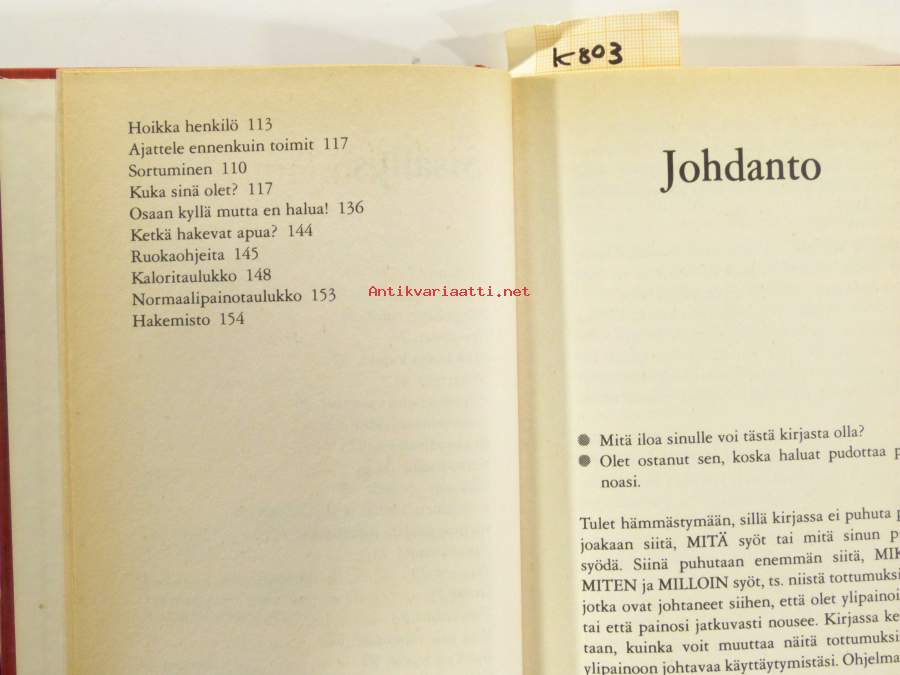 K803
Hoikka henkilö 113
Ajattele ennenkuin toimit 117
Sortuminen 110
Kuka sinä olet? 117
Osaan kyllä mutta en halua! 136
Ketkä hakevat apua? 144
Ruokaohjeita 145
Kaloritaulukko 148
Normaalipainotaulukko 153
Hakemisto 154
Antikvariaatti.net
Johdanto
Mitä iloa sinulle voi tästä kirjasta olla?
Olet ostanut sen, koska haluat pudottaa p
noasi.
Tulet hämmästymään, sillä kirjassa ei puhuta p
joakaan siitä, MITÄ syöt tai mitä sinun p
syödä. Siinä puhutaan enemmän siitä, MIK
MITEN ja MILLOIN syöt, ts. niistä tottumuksi
jotka ovat johtaneet siihen, että olet ylipainoi
tai että painosi jatkuvasti nousee. Kirjassa ke
taan, kuinka voit muuttaa näitä tottumuksi
ylipainoon johtavaa käyttäytymistäsi. Ohjelma